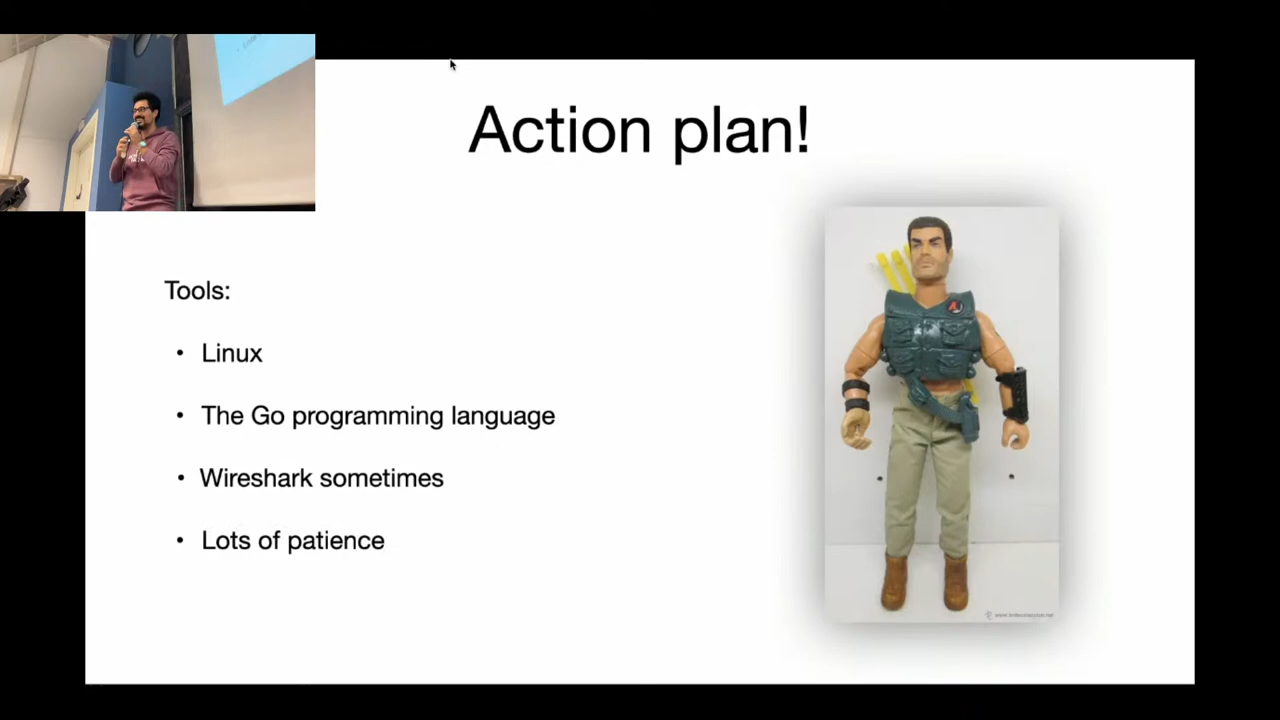 Action plan!
Tools:
• Linux
• The Go programming language
• Wireshark sometimes
• Lots of patience